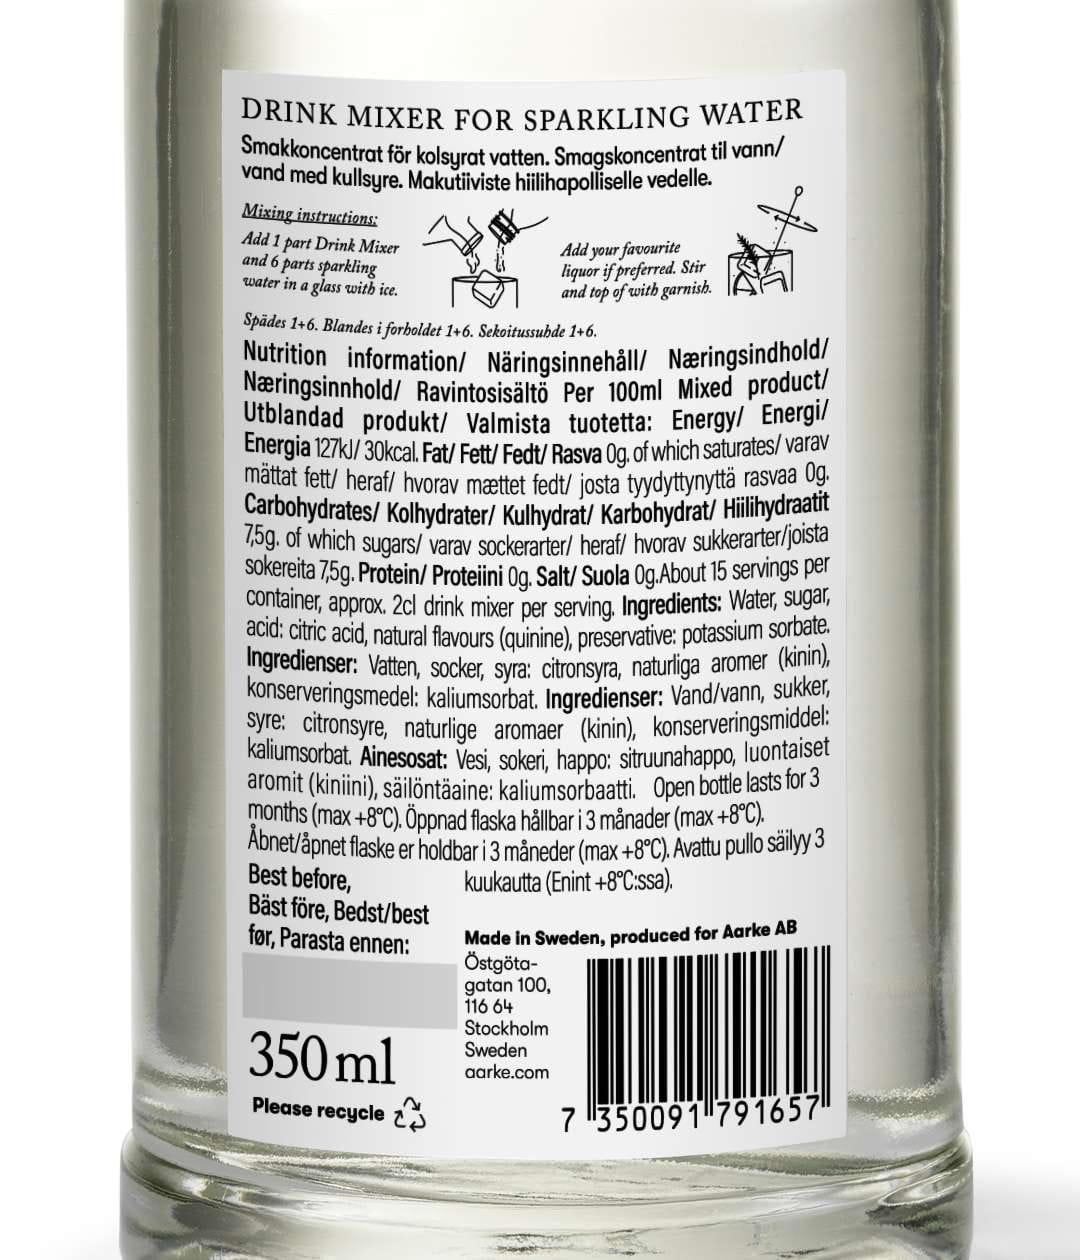 DRINK MIXER FOR SPARKLING WATER
Smakkoncentrat för kolsyrat vatten. Smagskoncentrat til vann/
vand med kullsyre. Makutiiviste hiilihapolliselle vedelle.
Mixing instructions:
Add 1 part Drink Mixer
and 6 parts sparkling
water in a glass with ice.
Add your favourite
liquor if preferred. Stir
and top of with garnish.
Spädes 1+6. Blandes i forholdet 1+6. Sekoitussuhde 1+6.
Nutrition information/ Näringsinnehåll/ Næringsindhold/
Næringsinnhold/ Ravintosisältö Per 100ml Mixed product/
Utblandad produkt/ Valmista tuotetta: Energy/ Energi/
Energia 127kJ/ 30kcal. Fat/ Fett/ Fedt/ Rasva 0g. of which saturates/ varav
mättat fett/ heraf/ hvorav mættet fedt/ josta tyydyttynyttä rasvaa 0g.
Carbohydrates/ Kolhydrater/ Kulhydrat/ Karbohydrat/ Hiilihydraatit
7,5g. of which sugars/ varav sockerarter/ heraf/ hvorav sukkerarter/joista
sokereita 7,5g. Protein/ Proteiini 0g. Salt/ Suola 0g.About 15 servings per
container, approx. 2cl drink mixer per serving. Ingredients: Water, sugar,
acid: citric acid, natural flavours (quinine), preservative: potassium sorbate.
Ingredienser: Vatten, socker, syra: citronsyra, naturliga aromer (kinin),
konserveringsmedel: kaliumsorbat. Ingredienser: Vand/vann, sukker,
syre: citronsyre, naturlige aromaer (kinin), konserveringsmiddel:
kaliumsorbat. Ainesosat: Vesi, sokeri, happo: sitruunahappo, luontaiset
aromit (kiniini), säilöntäaine: kaliumsorbaatti. Open bottle lasts for 3
months (max +8°C). Öppnad flaska hållbar i 3 månader (max +8°C).
Åbnet/åpnet flaske er holdbar i 3 måneder (max +8°C). Avattu pullo säilyy 3
kuukautta (Enint +8°C:ssa).
Best before,
Bäst före, Bedst/best
før, Parasta ennen:
350 ml
Please recycle
Made in Sweden, produced for Aarke AB
Östgöta-
gatan 100,
116 64
Stockholm
Sweden
aarke.com
7 350091 791657